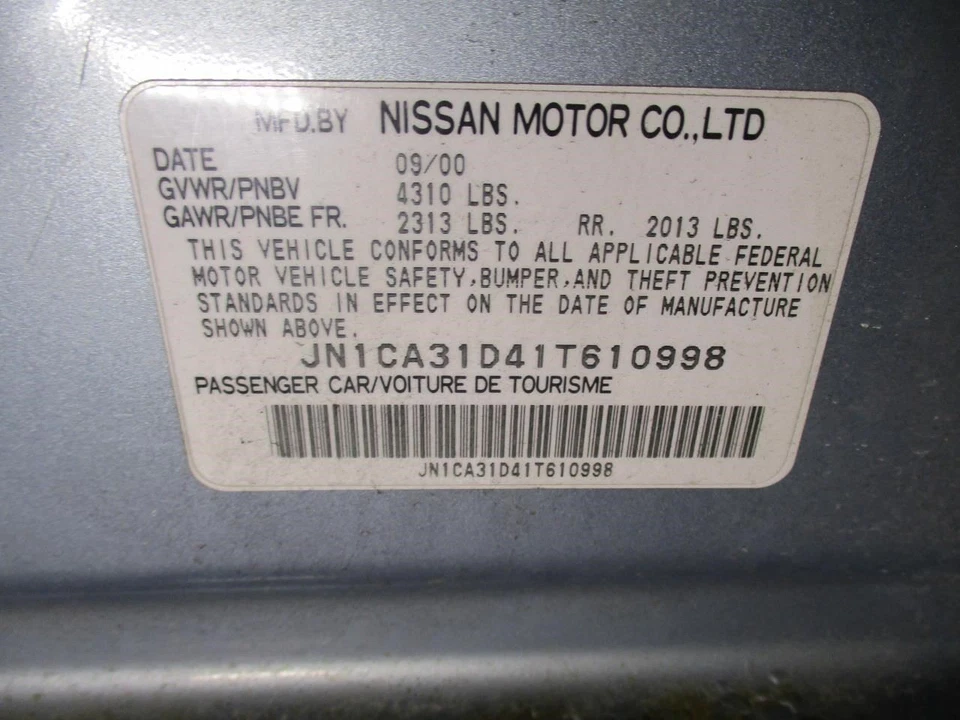 MFD.BY NISSAN MOTOR CO.,LTD
DATE 09/00
GVWR/PNBV 4310 LBS.
GAWR/PNBE FR. 2313 LBS. RR. 2013 LBS.
THIS VEHICLE CONFORMS TO ALL APPLICABLE FEDERAL
MOTOR VEHICLE SAFETY,BUMPER,AND THEFT PREVENTION
STANDARDS IN EFFECT ON THE DATE OF MANUFACTURE
SHOWN ABOVE.
JN1CA31D41T610998
PASSENGER CAR/VOITURE DE TOURISME
JN1CA31D41T610998